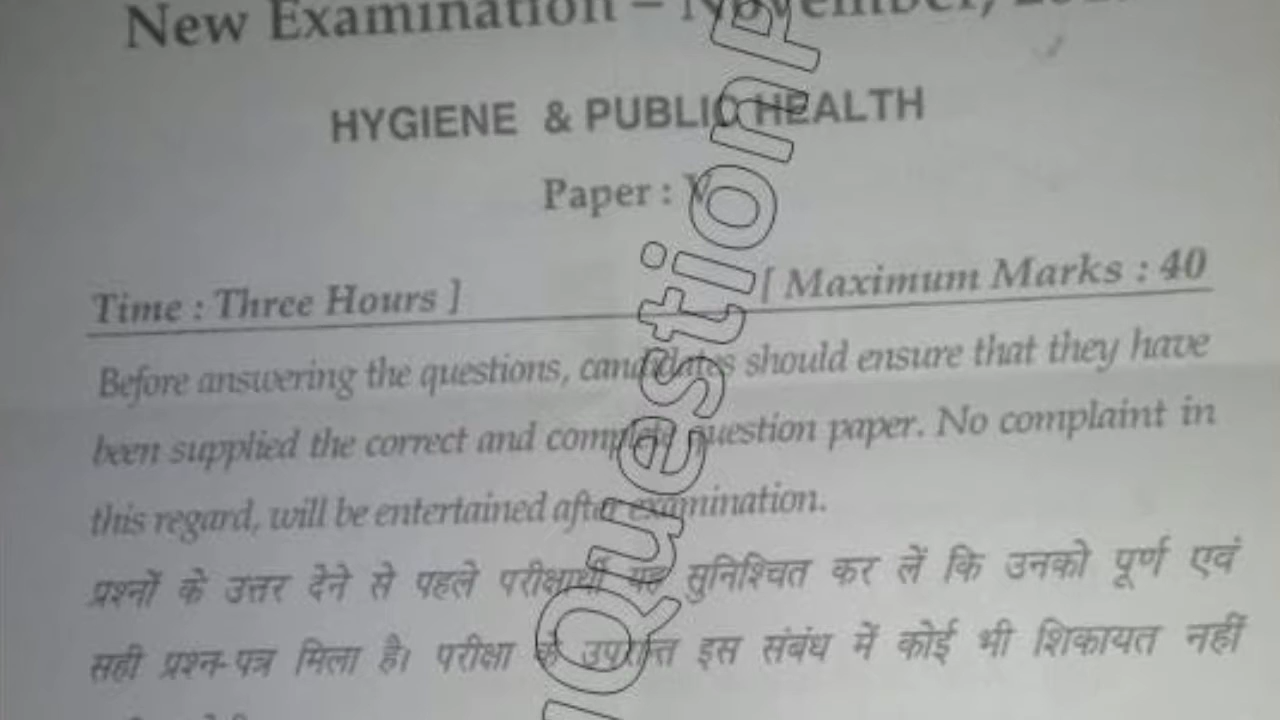 New Examination – November,
HYGIENE & PUBLIC HEALTH
Paper : V
Time : Three Hours ] [ Maximum Marks : 40
Before answering the questions, candidates should ensure that they have
been supplied the correct and complete question paper. No complaint in
this regard, will be entertained after examination.
प्रश्नों के उत्तर देने से पहले परीक्षार्थी यह सुनिश्चित कर लें कि उनको पूर्ण एवं
सही प्रश्न-पत्र मिला है। परीक्षा के उपरान्त इस संबंध में कोई भी शिकायत नहीं
QuestionP